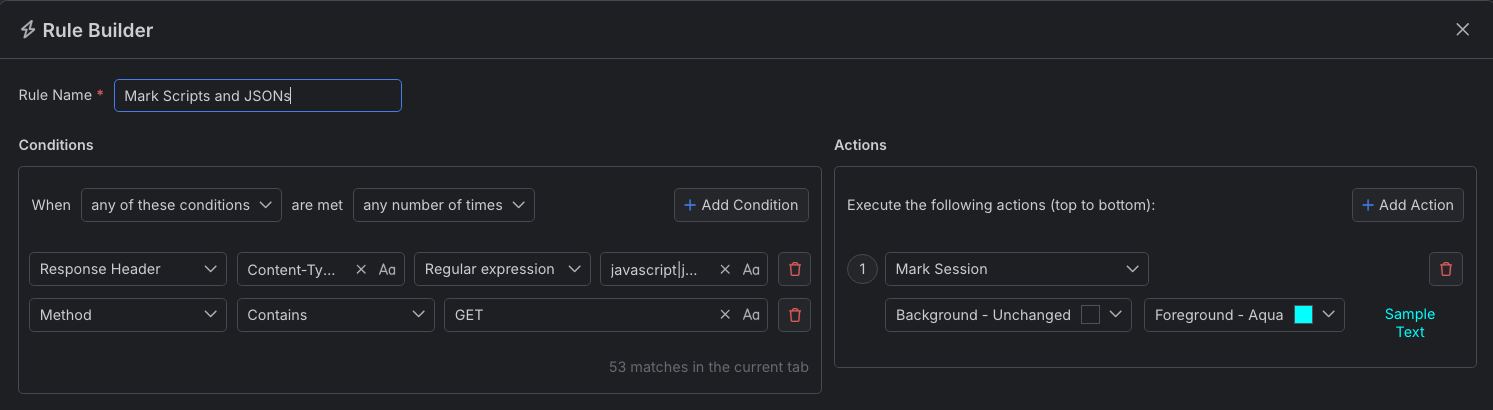 Rule Builder
Rule Name * Mark Scripts and JSONs
Conditions
When any of these conditions are met any number of times + Add Condition
Response Header Content-Ty... Aa Regular expression javascript|j... Aa
Method Contains GET Aa
53 matches in the current tab
Actions
Execute the following actions (top to bottom): + Add Action
1 Mark Session
Background - Unchanged Foreground - Aqua Sample
Text